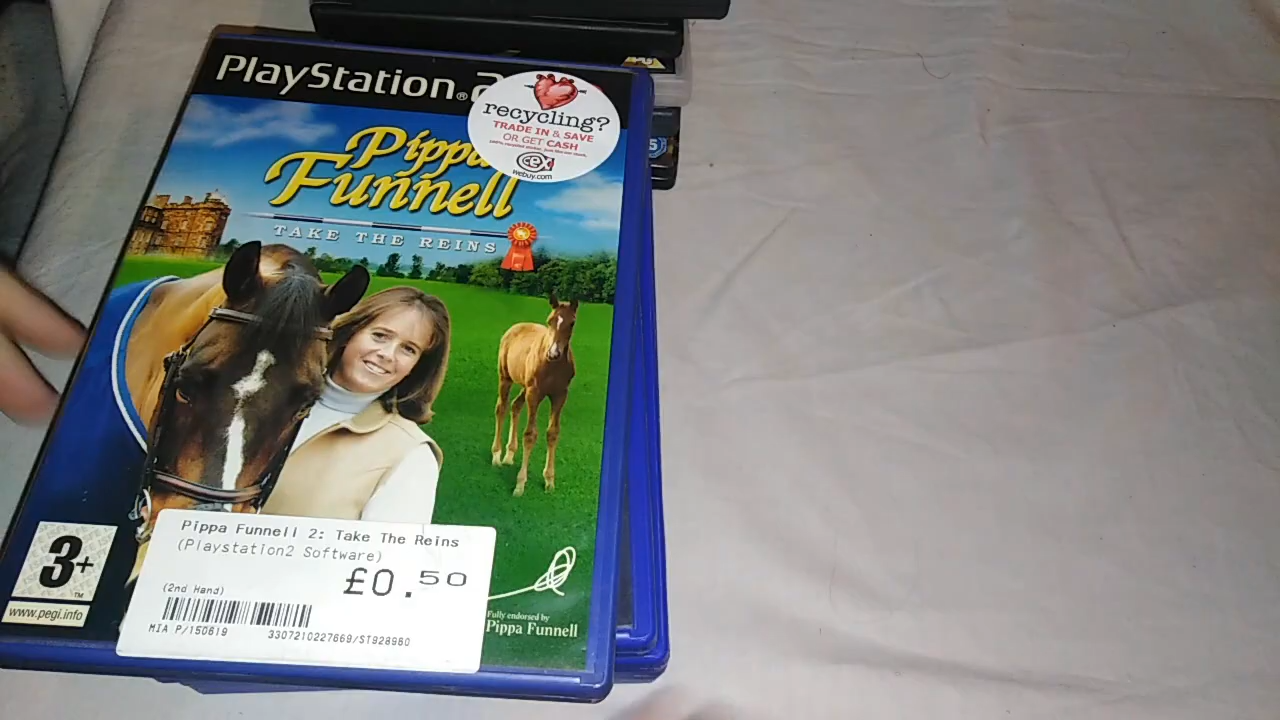 PlayStation®2
recycling?
TRADE IN & SAVE
OR GET CASH
cex
webuy.com
Pippa
Funnell
TAKE THE REINS
3+
TM
www.pegi.info
Pippa Funnell 2: Take The Reins
(Playstation2 Software)
£0.50
(2nd Hand)
MIA P/150619 3307210227669/ST928980
Fully endorsed by
Pippa Funnell